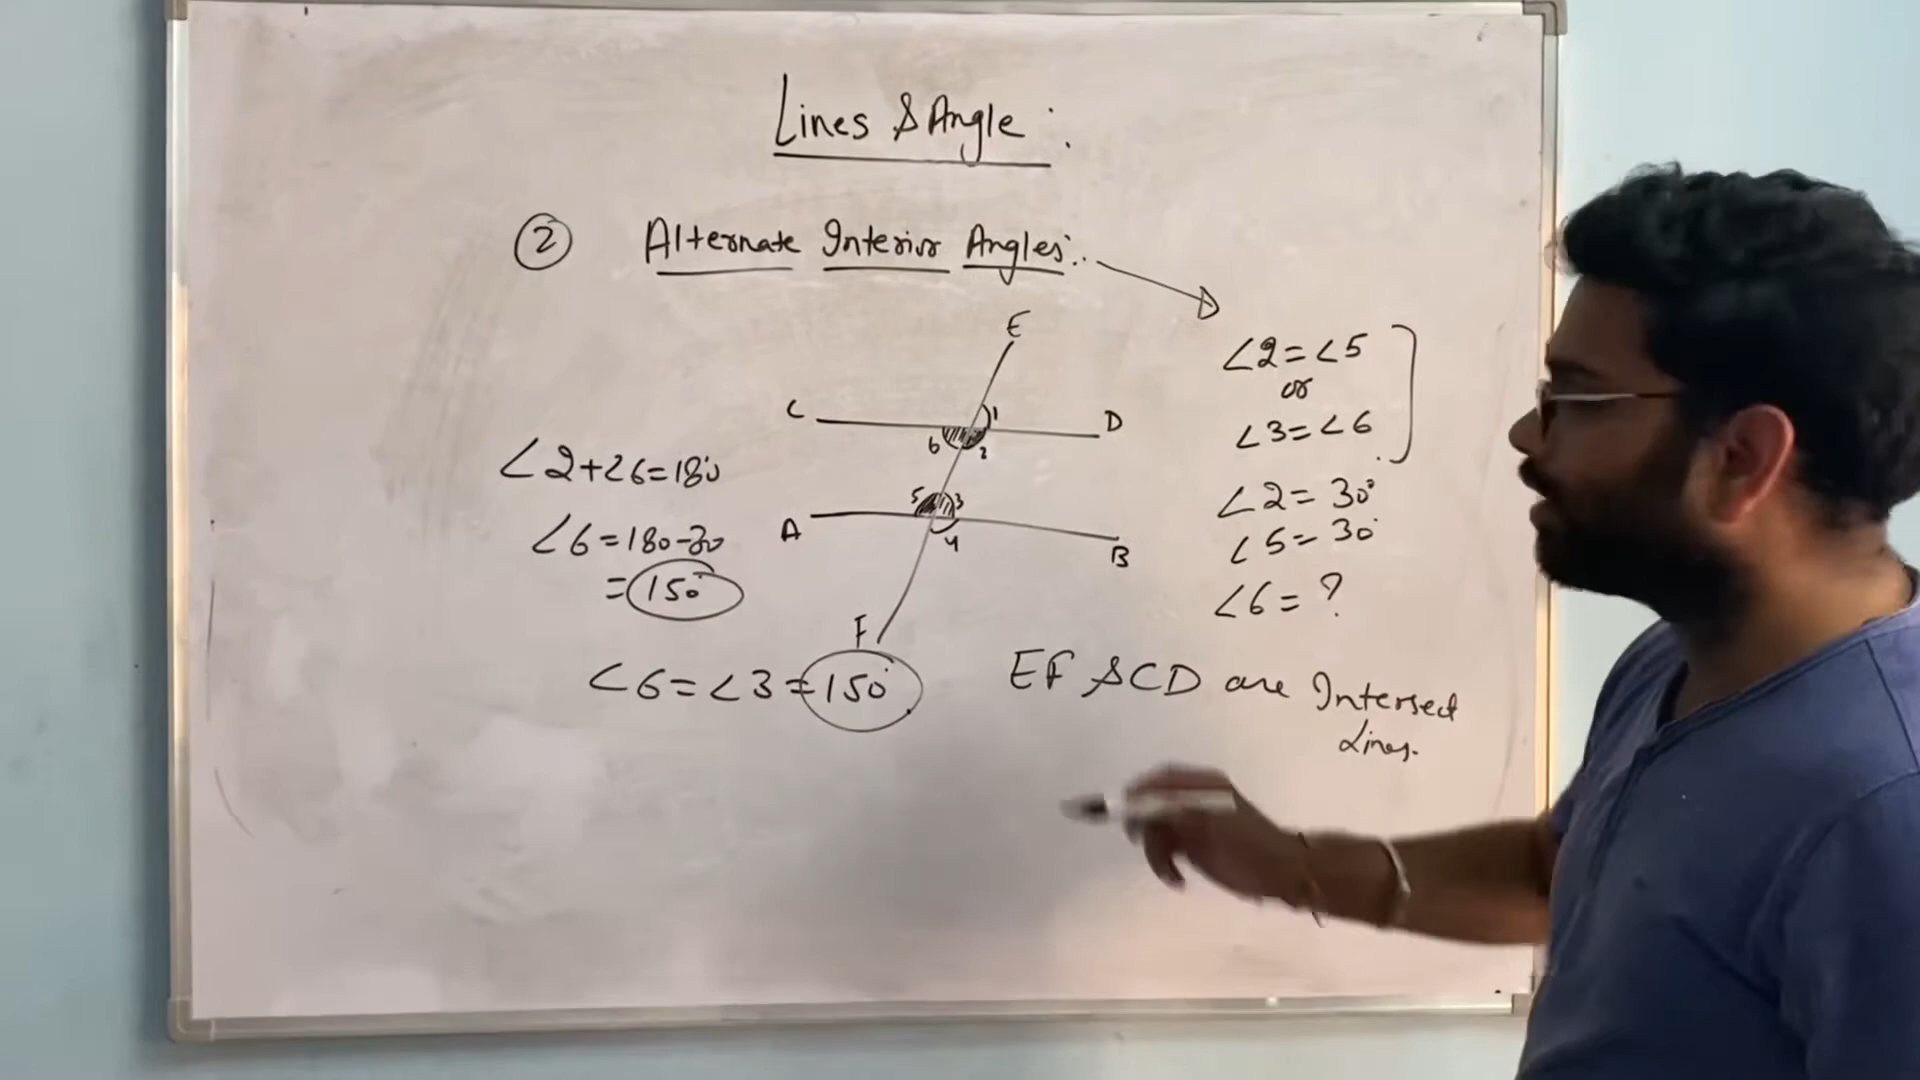 Lines & Angle :
② Alternate Interior Angles:
E
C
1
D
6
2
5
3
A
4
B
F
∠2=∠5
or
∠3=∠6
∠2= 30°
∠5= 30°
∠6= ?
∠2+∠6=180
∠6=180-30
=150°
∠6=∠3=150°
EF & CD are Intersect
Lines.